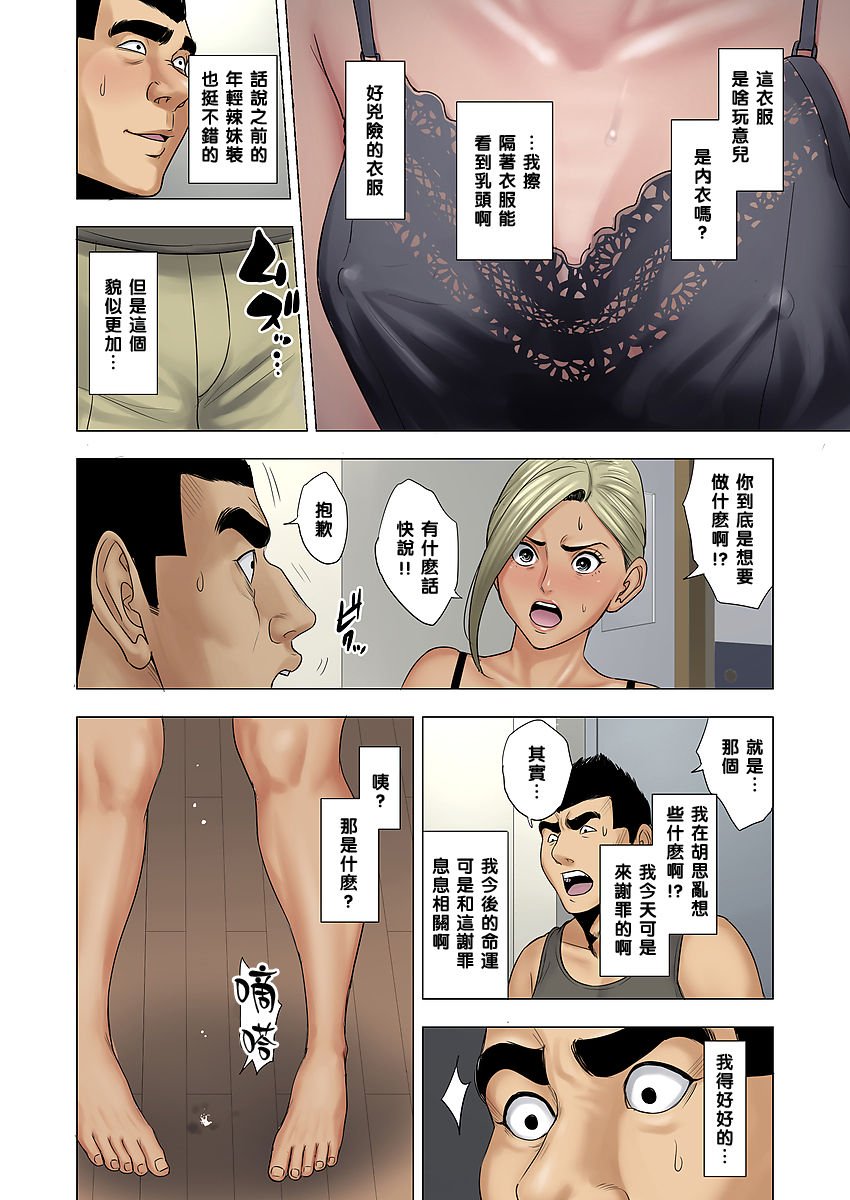 這衣服
是啥玩意兒
是內衣嗎?
…我擦
隔著衣服能
看到乳頭啊
好兇險的衣服
話說之前的
年輕辣妹裝
也挺不錯的
ムズッ…
但是這個
貌似更加…
你到底是想要
做什麽啊!?
有什麽話
快說!!
ビクッ
抱歉
就是…
那個
其實…
我在胡思亂想
些什麽啊!?
我今天可是
來謝罪的啊
我今後的命運
可是和這謝罪
息息相關啊
我得好好的…
咦?
那是什麽?
嘀嗒